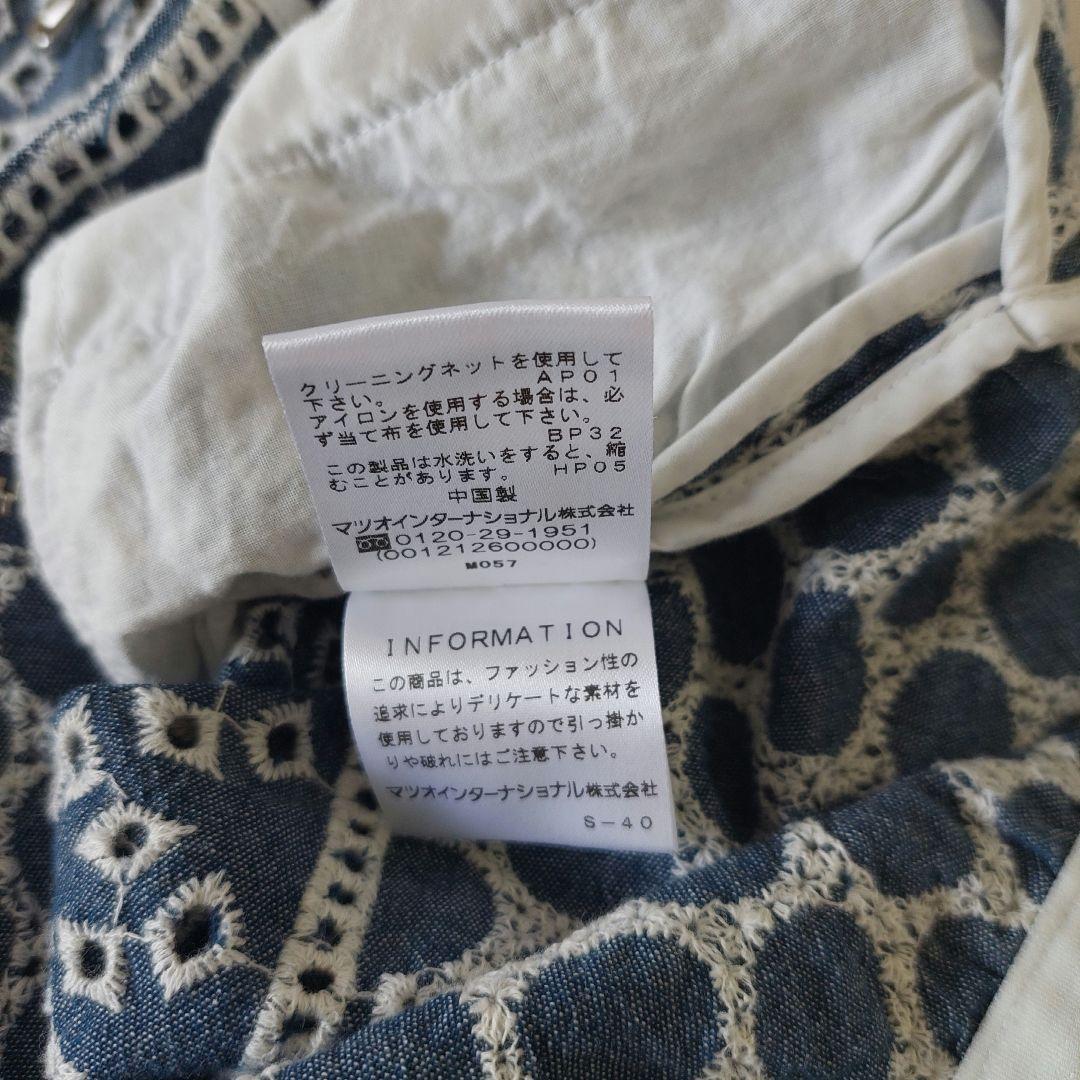 クリーニングネットを使用して
下さい。 AP01
アイロンを使用する場合は、必
ず当て布を使用して下さい。
BP32
この製品は水洗いをすると、縮
むことがあります。 HP05
中国製
マツオインターナショナル株式会社
0120-29-1951
(001212600000)
M057
INFORMATION
この商品は、ファッション性の
追求によりデリケートな素材を
使用しておりますので引っ掛か
りや破れにはご注意下さい。
マツオインターナショナル株式会社
S-40